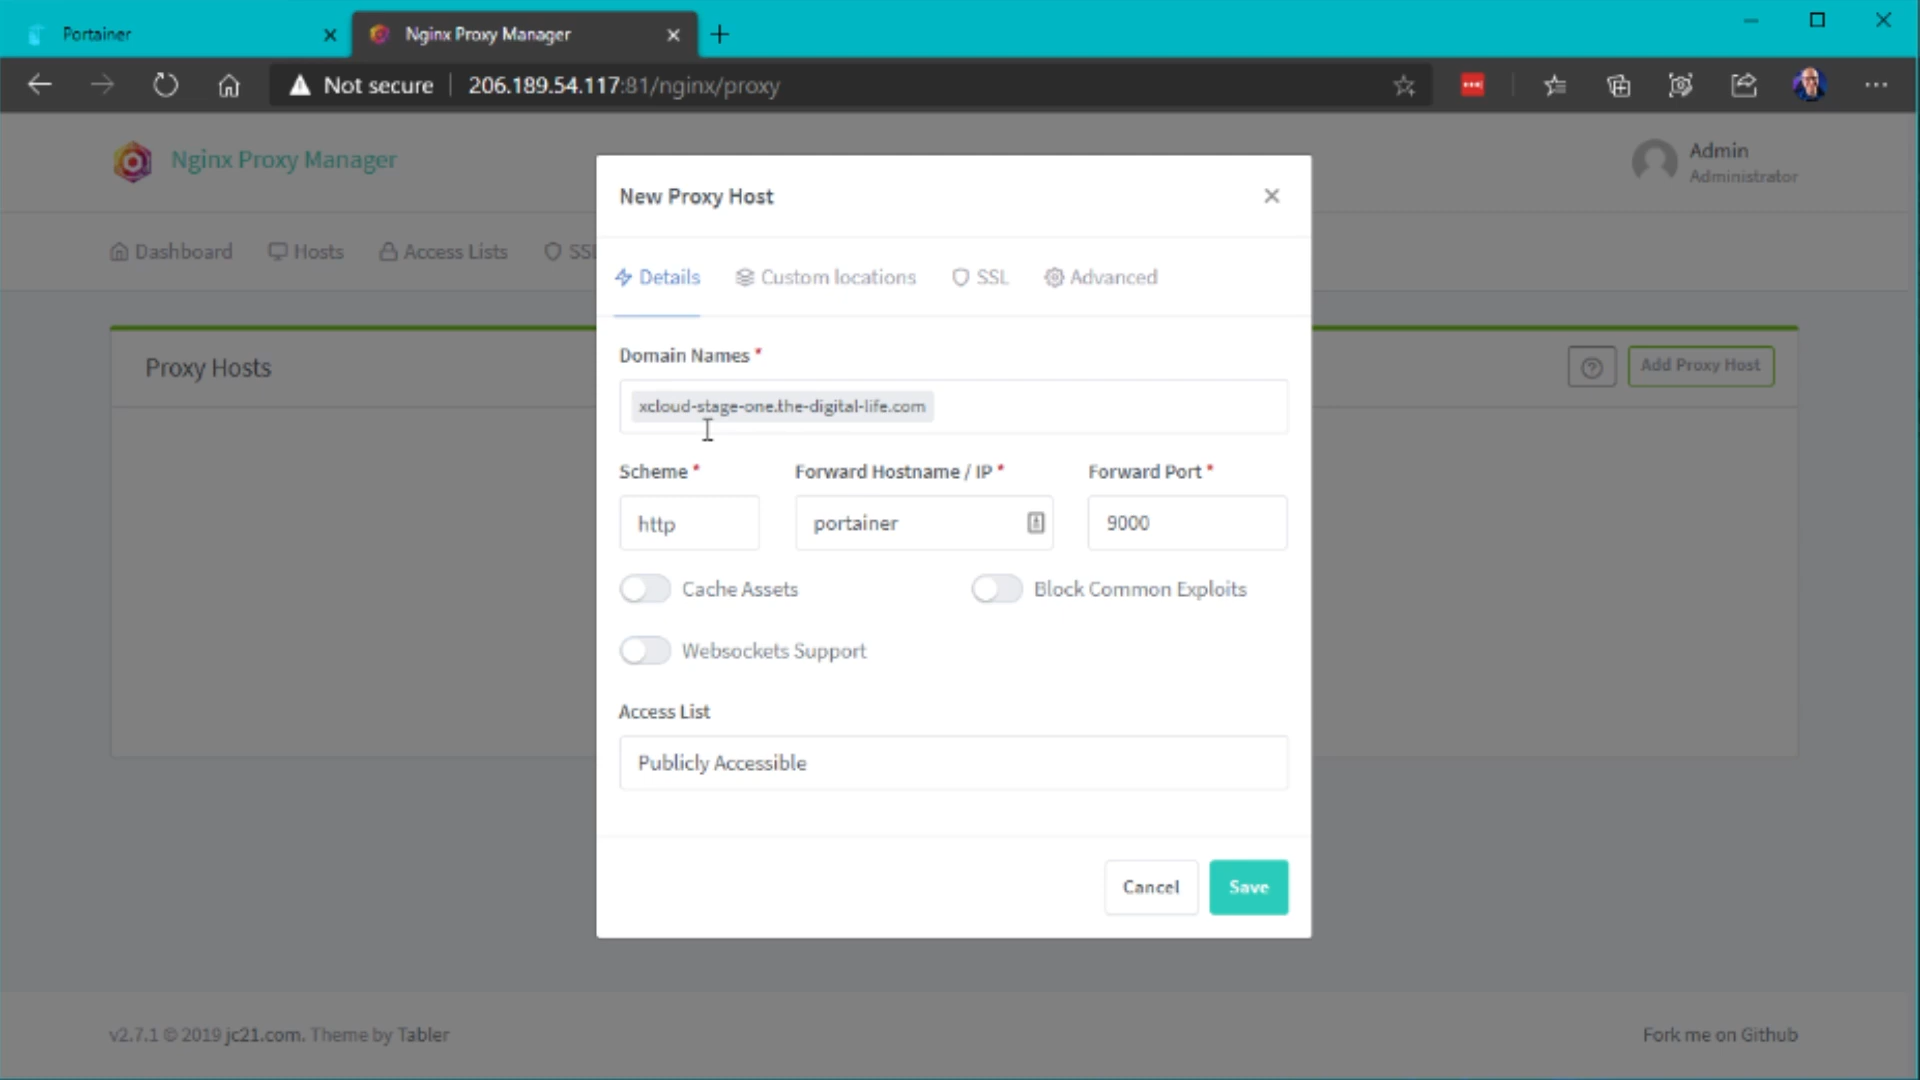 Portainer
Nginx Proxy Manager
Not secure
206.189.54.117:81/nginx/proxy
Nginx Proxy Manager
Admin
Administrator
Dashboard
Hosts
Access Lists
SSL
Proxy Hosts
Add Proxy Host
New Proxy Host
Details
Custom locations
SSL
Advanced
Domain Names *
xcloud-stage-one.the-digital-life.com
Scheme *
Forward Hostname / IP *
Forward Port *
http
portainer
9000
Cache Assets
Block Common Exploits
Websockets Support
Access List
Publicly Accessible
Cancel
Save
v2.7.1 © 2019 jc21.com. Theme by Tabler
Fork me on Github